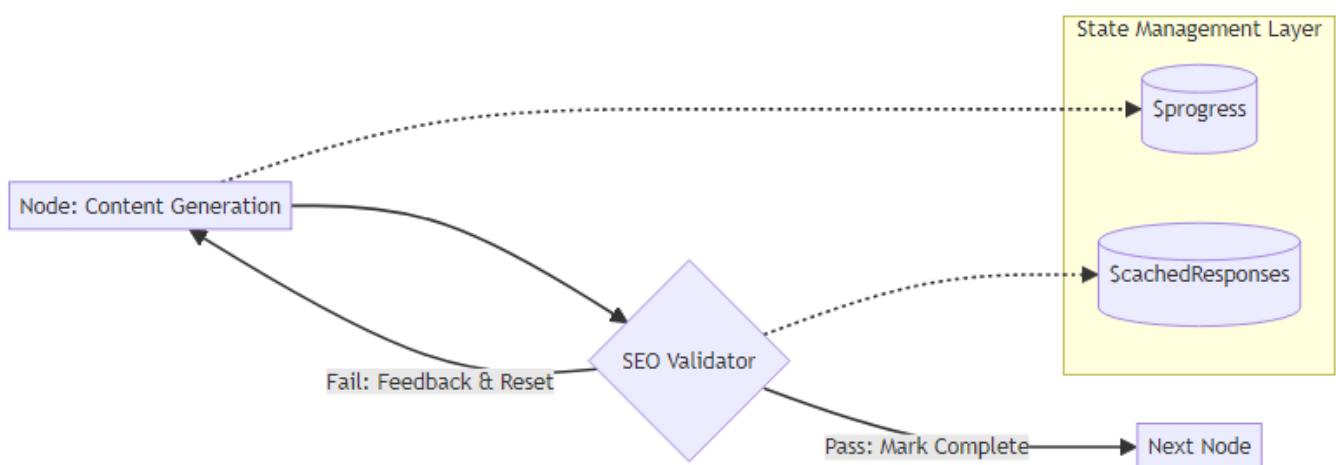 State Management Layer
$progress
Node: Content Generation
$cachedResponses
SEO Validator
Fail: Feedback & Reset
Pass: Mark Complete
Next Node